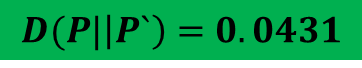 D(P||P`) = 0.0431